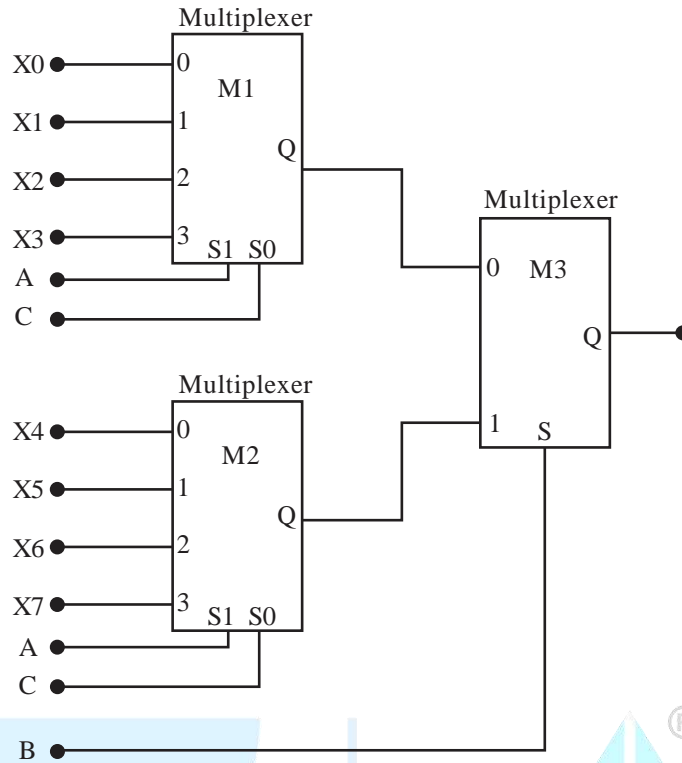 Multiplexer
X0 0
M1
X1 1
Q
X2 2
Multiplexer
X3 3
S1 S0
A
0 M3
C
Q
Multiplexer
X4 0
1 S
M2
X5 1
Q
X6 2
X7 3
S1 S0
A
C
B
®